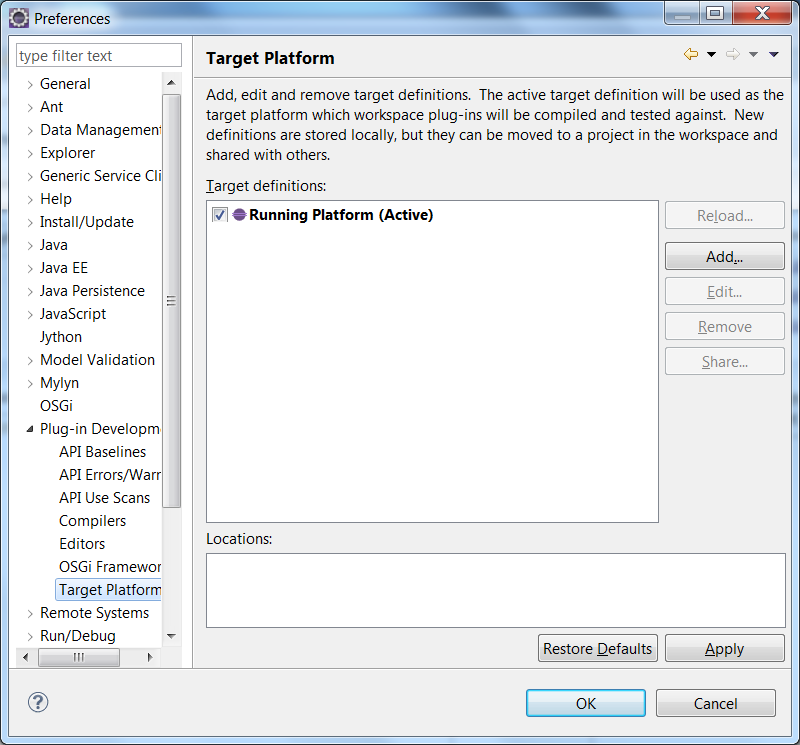 Preferences
type filter text
General
Ant
Data Management
Explorer
Generic Service Cli
Help
Install/Update
Java
Java EE
Java Persistence
JavaScript
Jython
Model Validation
Mylyn
OSGi
Plug-in Developm
API Baselines
API Errors/Warr
API Use Scans
Compilers
Editors
OSGi Framewor
Target Platform
Remote Systems
Run/Debug
Target Platform
Add, edit and remove target definitions.  The active target definition will be used as the
target platform which workspace plug-ins will be compiled and tested against.  New
definitions are stored locally, but they can be moved to a project in the workspace and
shared with others.
Target definitions:
Running Platform (Active)
Reload...
Add...
Edit...
Remove
Share...
Locations:
Restore Defaults
Apply
OK
Cancel